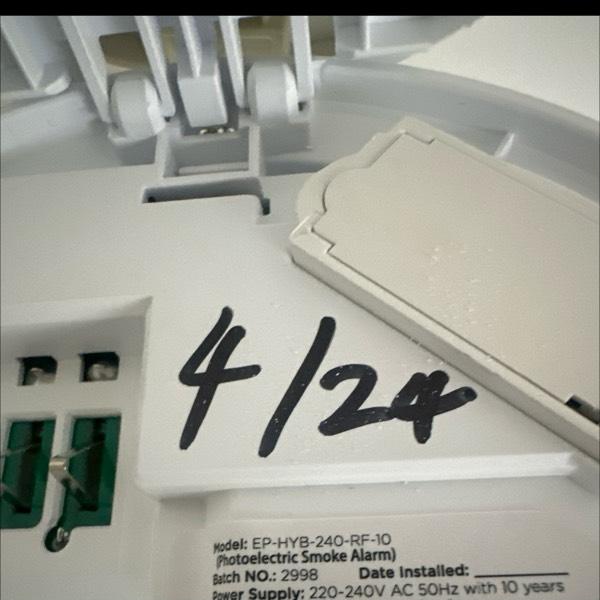 4/24
Model: EP-HYB-240-RF-10
(Photoelectric Smoke Alarm)
Batch NO.: 2998 Date Installed:
Power Supply: 220-240V AC 50Hz with 10 years